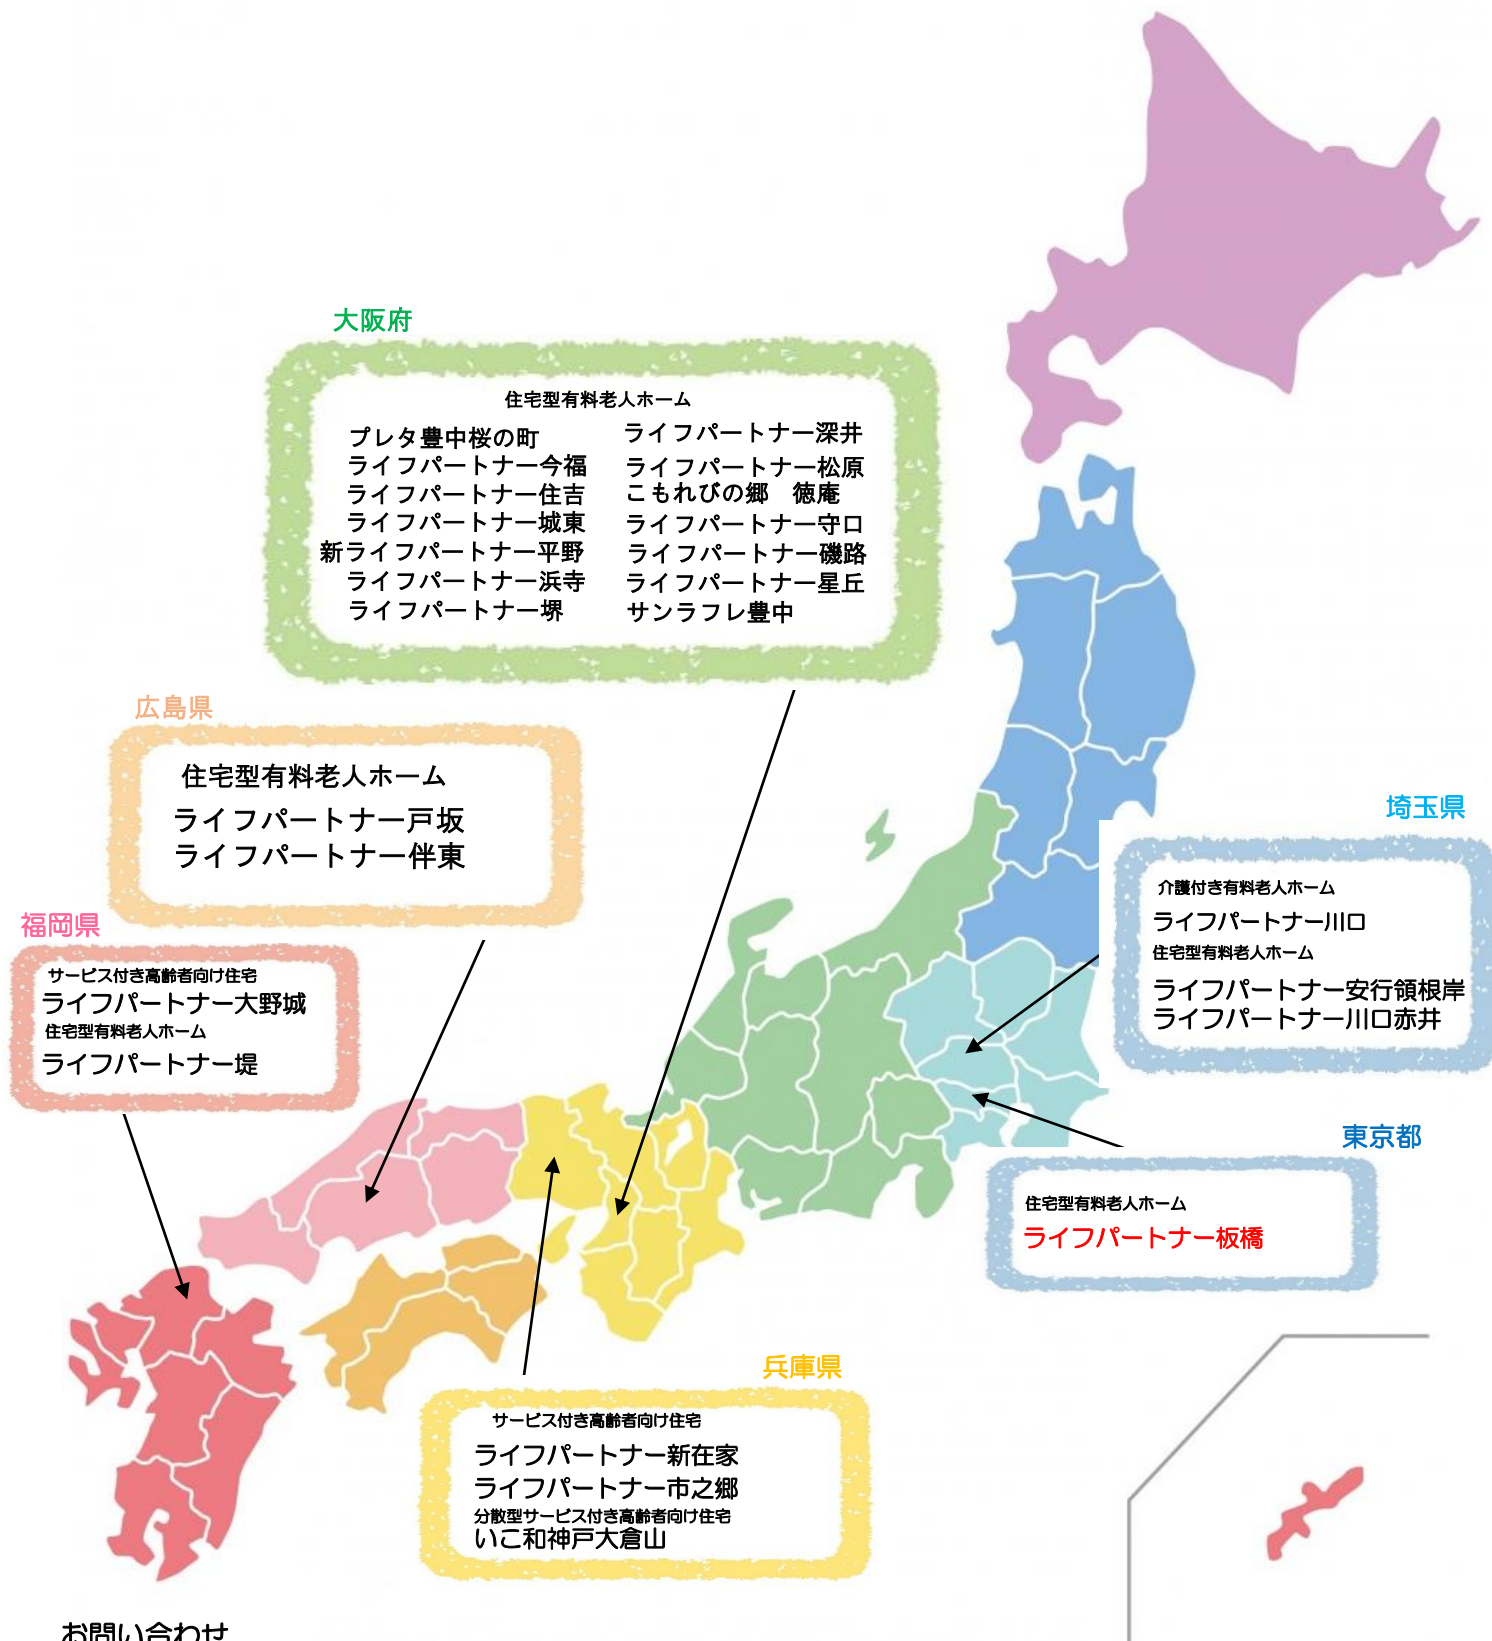 大阪府
住宅型有料老人ホーム
プレタ豊中桜の町
ライフパートナー今福
ライフパートナー住吉
ライフパートナー城東
新ライフパートナー平野
ライフパートナー浜寺
ライフパートナー堺
ライフパートナー深井
ライフパートナー松原
こもれびの郷　徳庵
ライフパートナー守口
ライフパートナー磯路
ライフパートナー星丘
サンラフレ豊中
広島県
住宅型有料老人ホーム
ライフパートナー戸坂
ライフパートナー伴東
福岡県
サービス付き高齢者向け住宅
ライフパートナー大野城
住宅型有料老人ホーム
ライフパートナー堤
埼玉県
介護付き有料老人ホーム
ライフパートナー川口
住宅型有料老人ホーム
ライフパートナー安行領根岸
ライフパートナー川口赤井
東京都
住宅型有料老人ホーム
ライフパートナー板橋
兵庫県
サービス付き高齢者向け住宅
ライフパートナー新在家
ライフパートナー市之郷
分散型サービス付き高齢者向け住宅
いこ和神戸大倉山
お問い合わせ